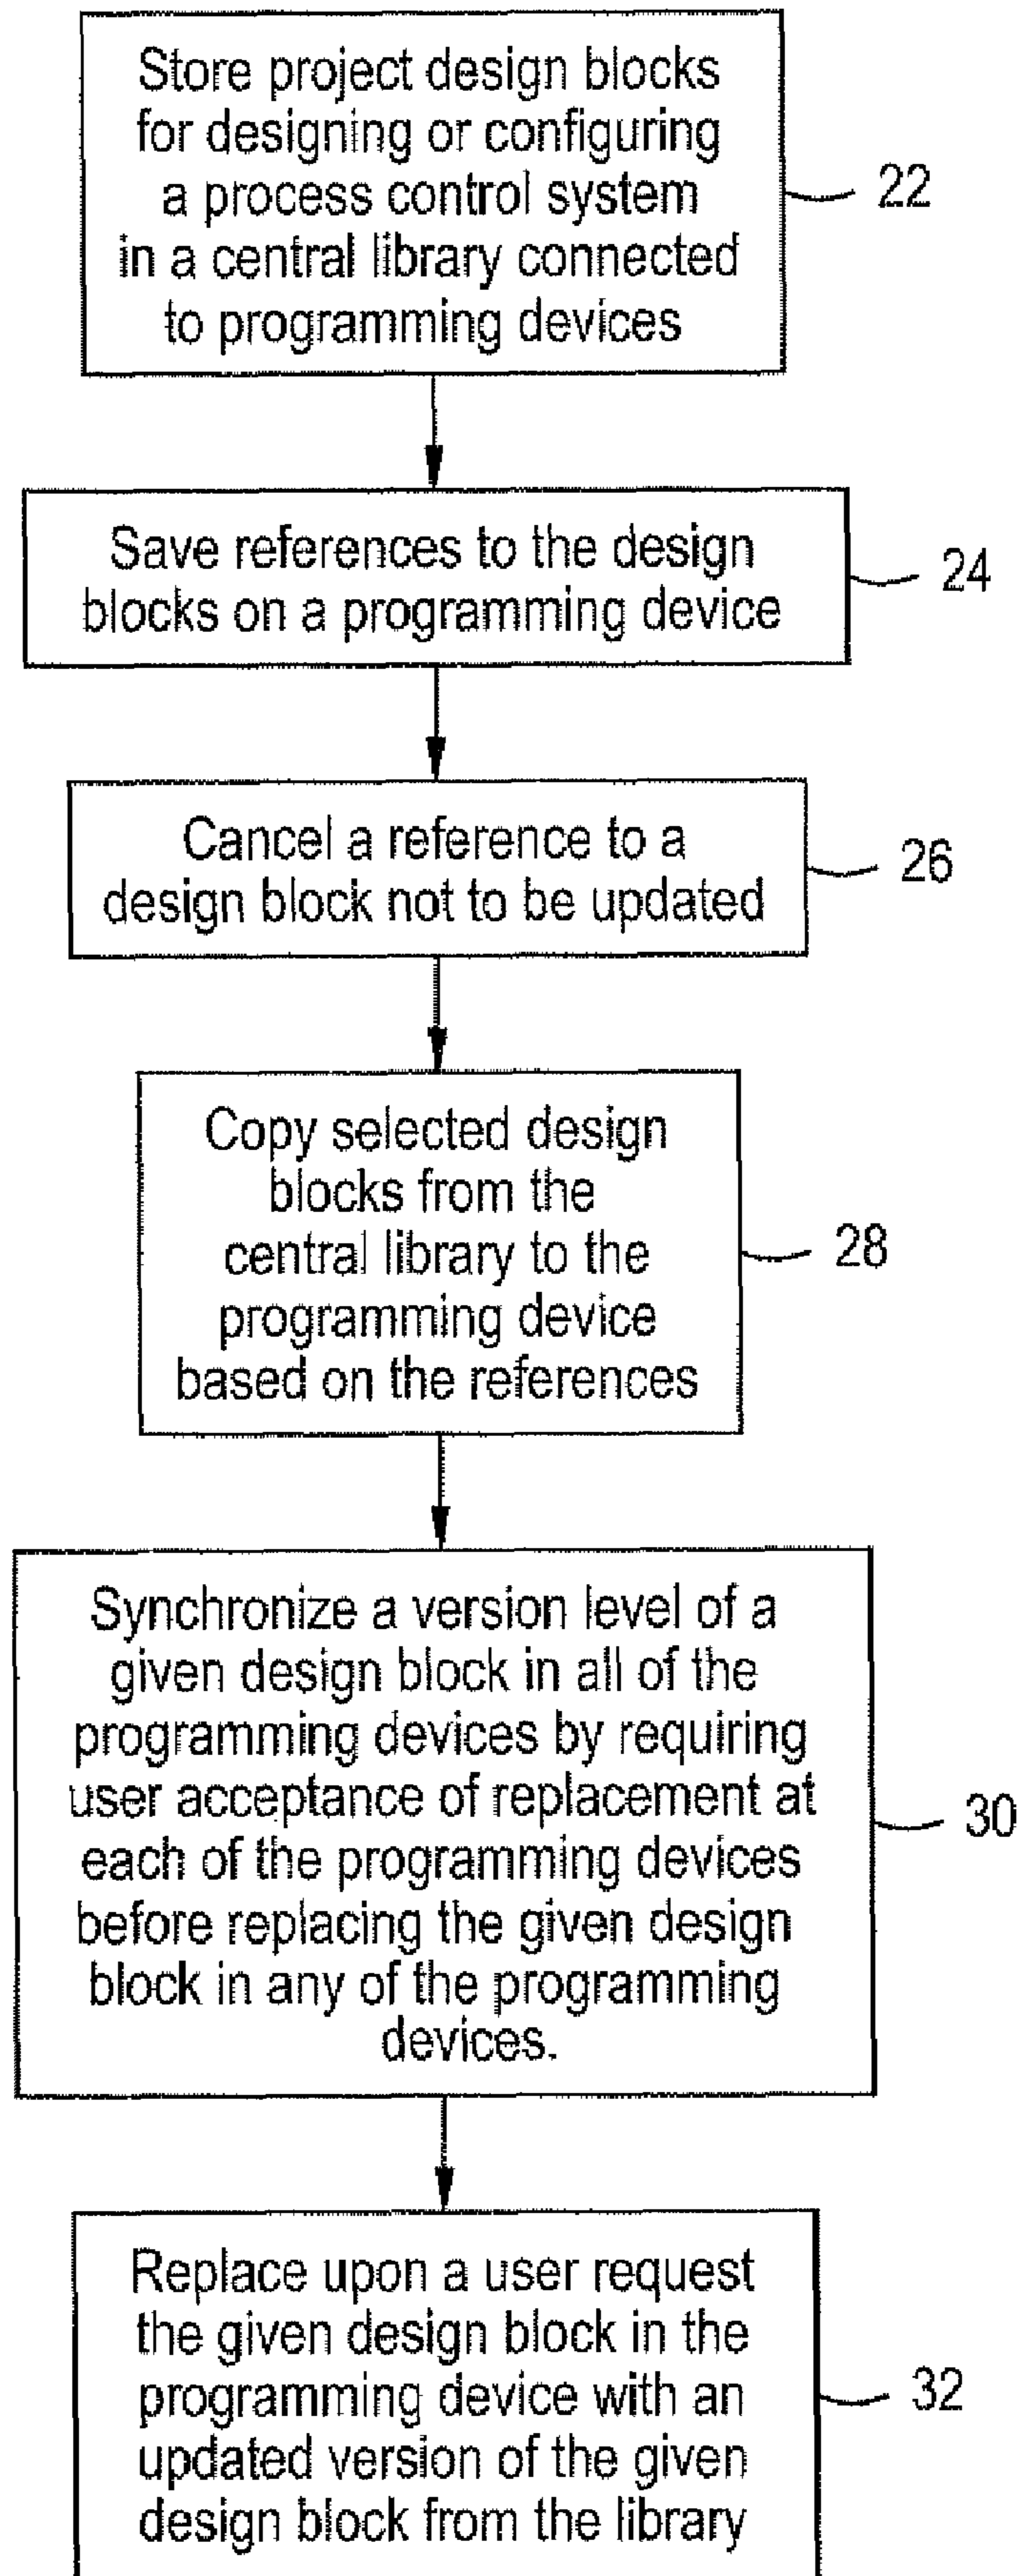 Store project design blocks
for designing or configuring
a process control system
in a central library connected
to programming devices
22
Save references to the design
blocks on a programming device
24
Cancel a reference to a
design block not to be updated
26
Copy selected design
blocks from the
central library to the
programming device
based on the references
28
Synchronize a version level of a
given design block in all of the
programming devices by requiring
user acceptance of replacement at
each of the programming devices
before replacing the given design
block in any of the programming
devices.
30
Replace upon a user request
the given design block in the
programming device with an
updated version of the given
design block from the library
32